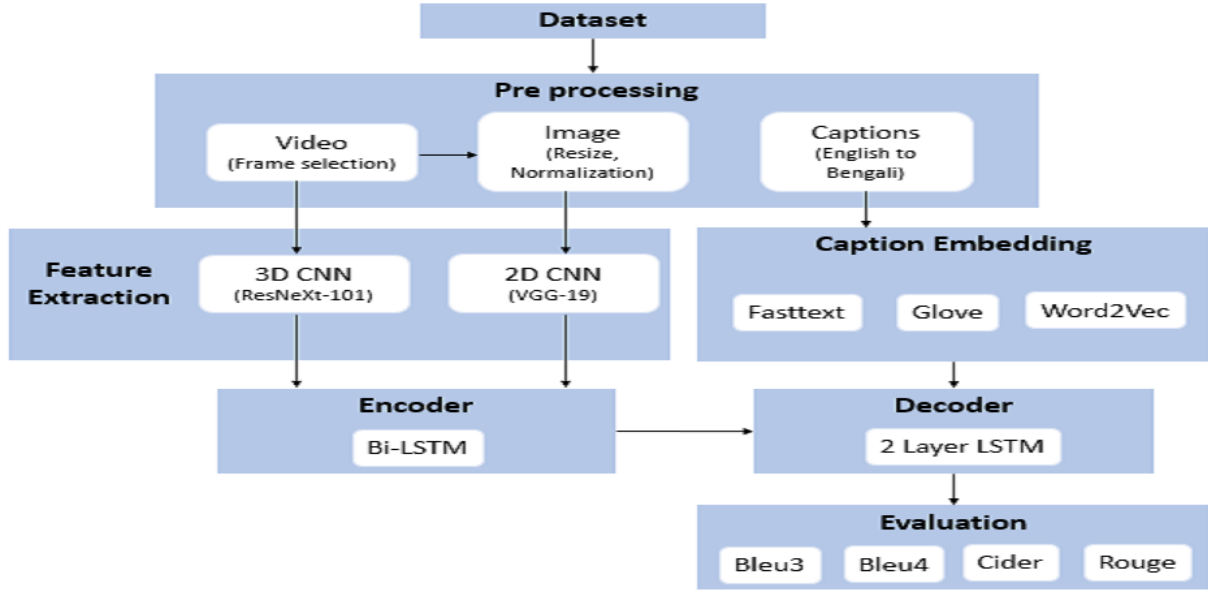 Dataset
Pre processing
Video
(Frame selection)
Image
(Resize,
Normalization)
Captions
(English to
Bengali)
Feature
Extraction
3D CNN
(ResNeXt-101)
2D CNN
(VGG-19)
Caption Embedding
Fasttext
Glove
Word2Vec
Encoder
Bi-LSTM
Decoder
2 Layer LSTM
Evaluation
Bleu3
Bleu4
Cider
Rouge